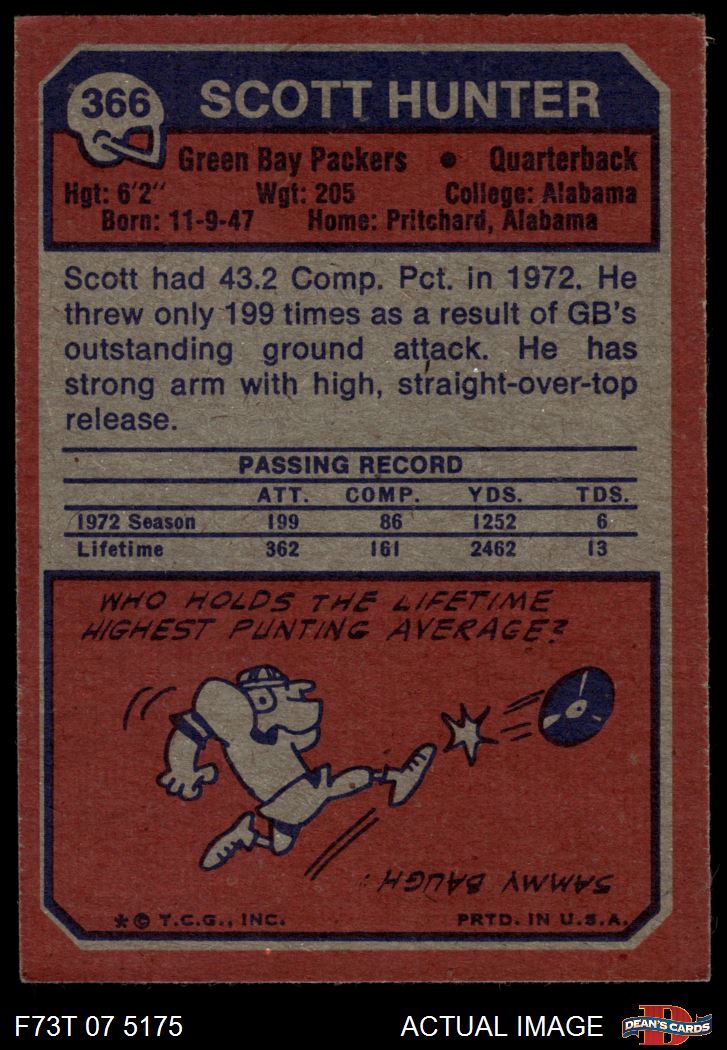 366 SCOTT HUNTER
Green Bay Packers • Quarterback
Hgt: 6'2" Wgt: 205 College: Alabama
Born: 11-9-47 Home: Pritchard, Alabama
Scott had 43.2 Comp. Pct. in 1972. He
threw only 199 times as a result of GB's
outstanding ground attack. He has
strong arm with high, straight-over-top
release.
PASSING RECORD
ATT. COMP. YDS. TDS.
1972 Season 199 86 1252 6
Lifetime 362 161 2462 13
WHO HOLDS THE LIFETIME
HIGHEST PUNTING AVERAGE?
SAMMY BAUGH
* © T.C.G., INC. PRTD. IN U.S.A.
F73T 07 5175 ACTUAL IMAGE D DEAN'S CARDS